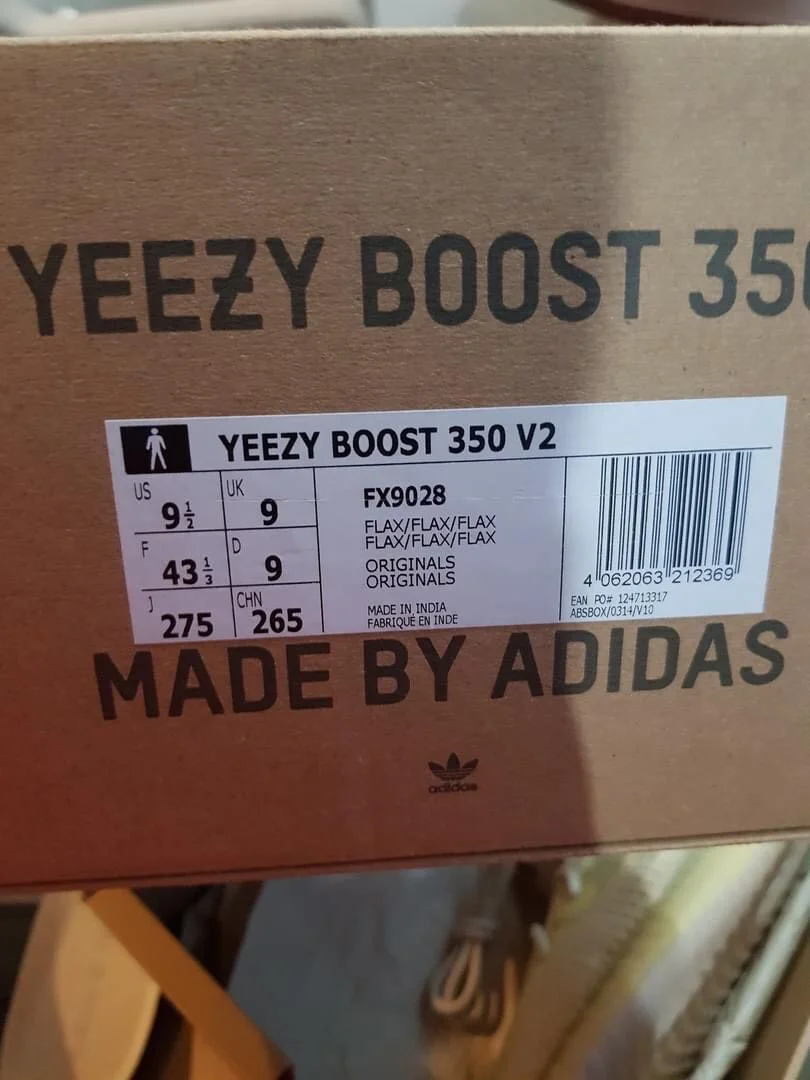 YEEZY BOOST 35
YEEZY BOOST 350 V2
US 9½ UK 9
F 43⅓ D 9
J 275 CHN 265
FX9028
FLAX/FLAX/FLAX
FLAX/FLAX/FLAX
ORIGINALS
ORIGINALS
MADE IN INDIA
FABRIQUÉ EN INDE
4 062063 212369
EAN PO# 124713317
ABSBOX/0314/V10
MADE BY ADIDAS
adidas